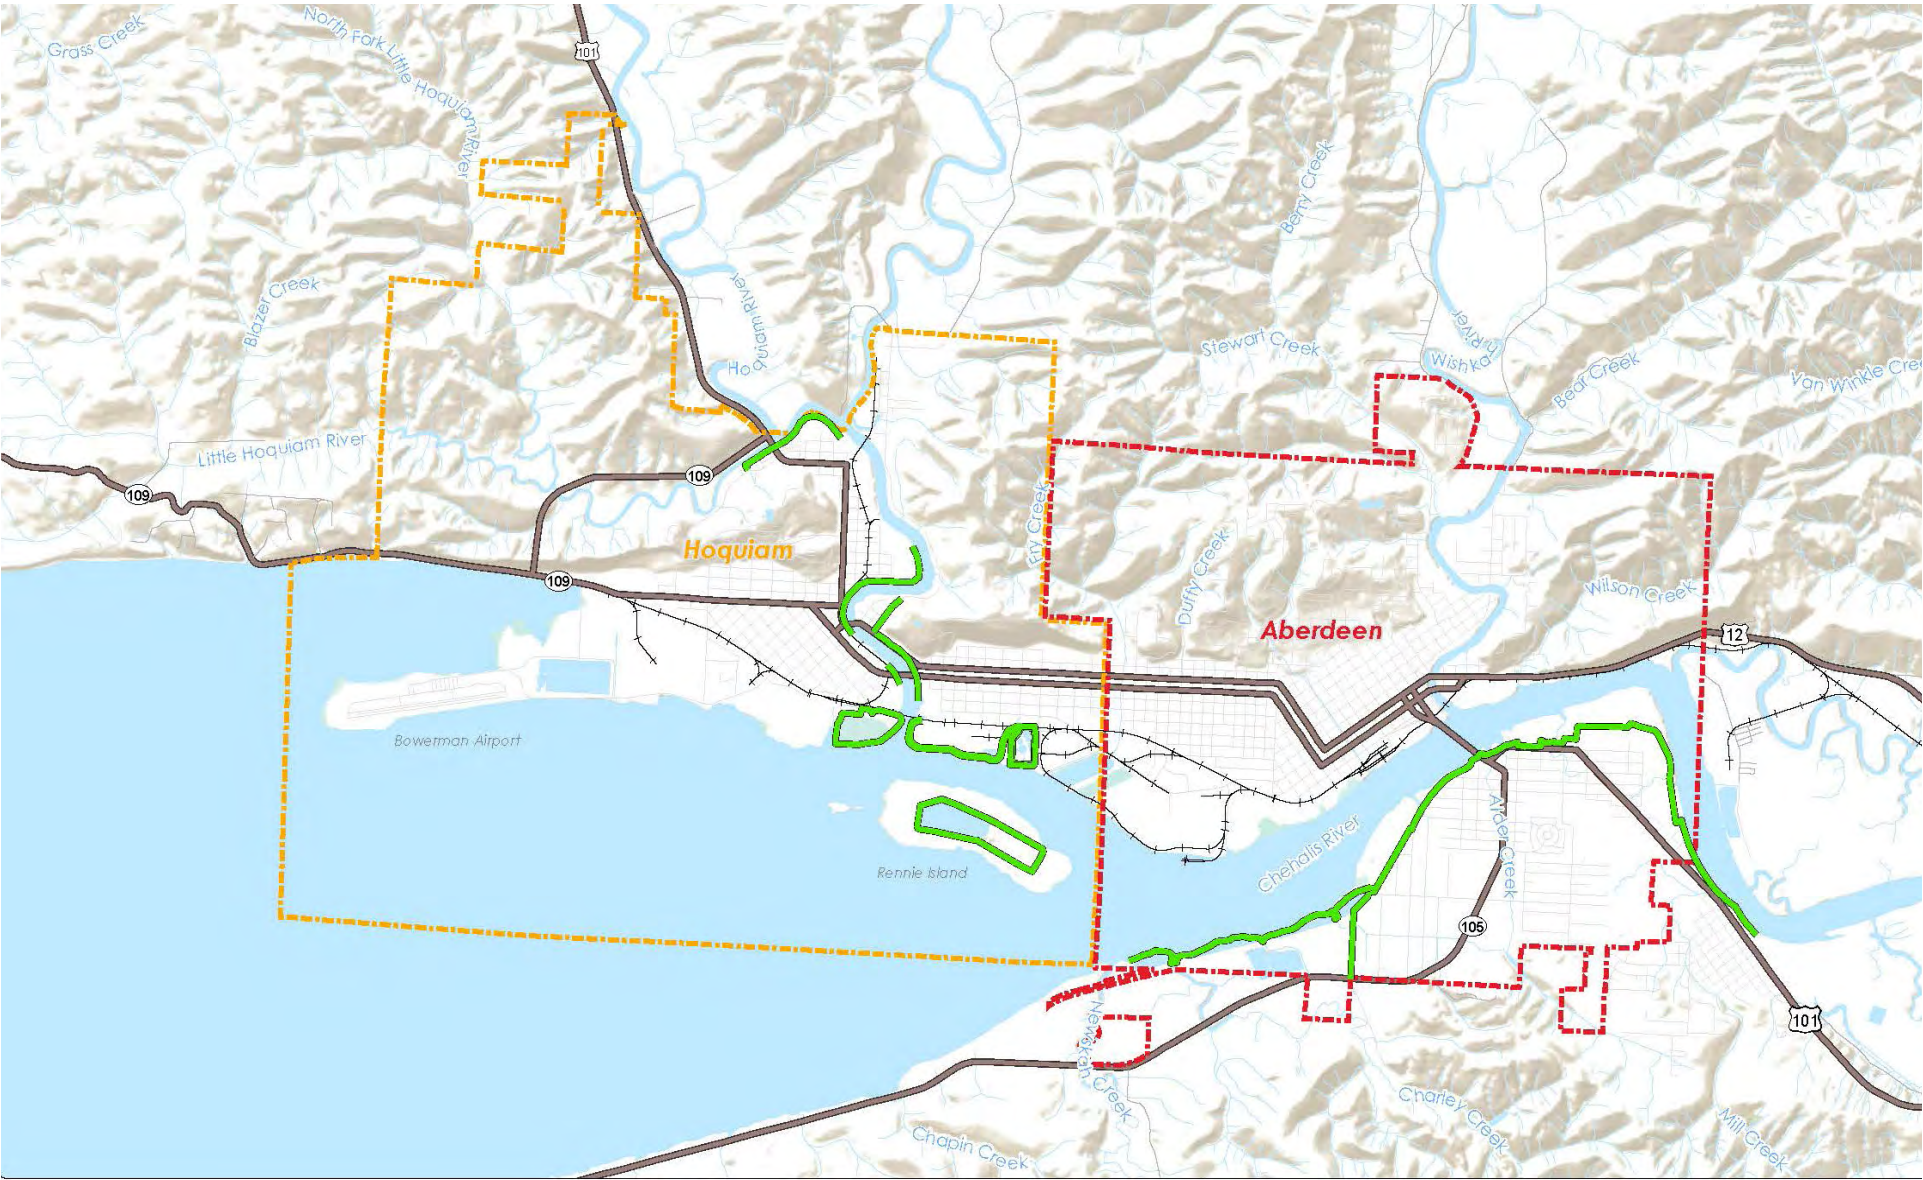 Grass Creek
North Fork Little Hoquiam River
101
Berry Creek
Blazer Creek
Hoquiam River
Stewart Creek
Wishkah River
Bear Creek
Van Winkle Cree
Little Hoquiam River
109
109
Fry Creek
Hoquiam
Duffy Creek
109
Wilson Creek
Aberdeen
12
Bowerman Airport
Rennie Island
Chehalis River
Alder Creek
105
101
Newskah Creek
Charley Creek
Mill Creek
Chapin Creek